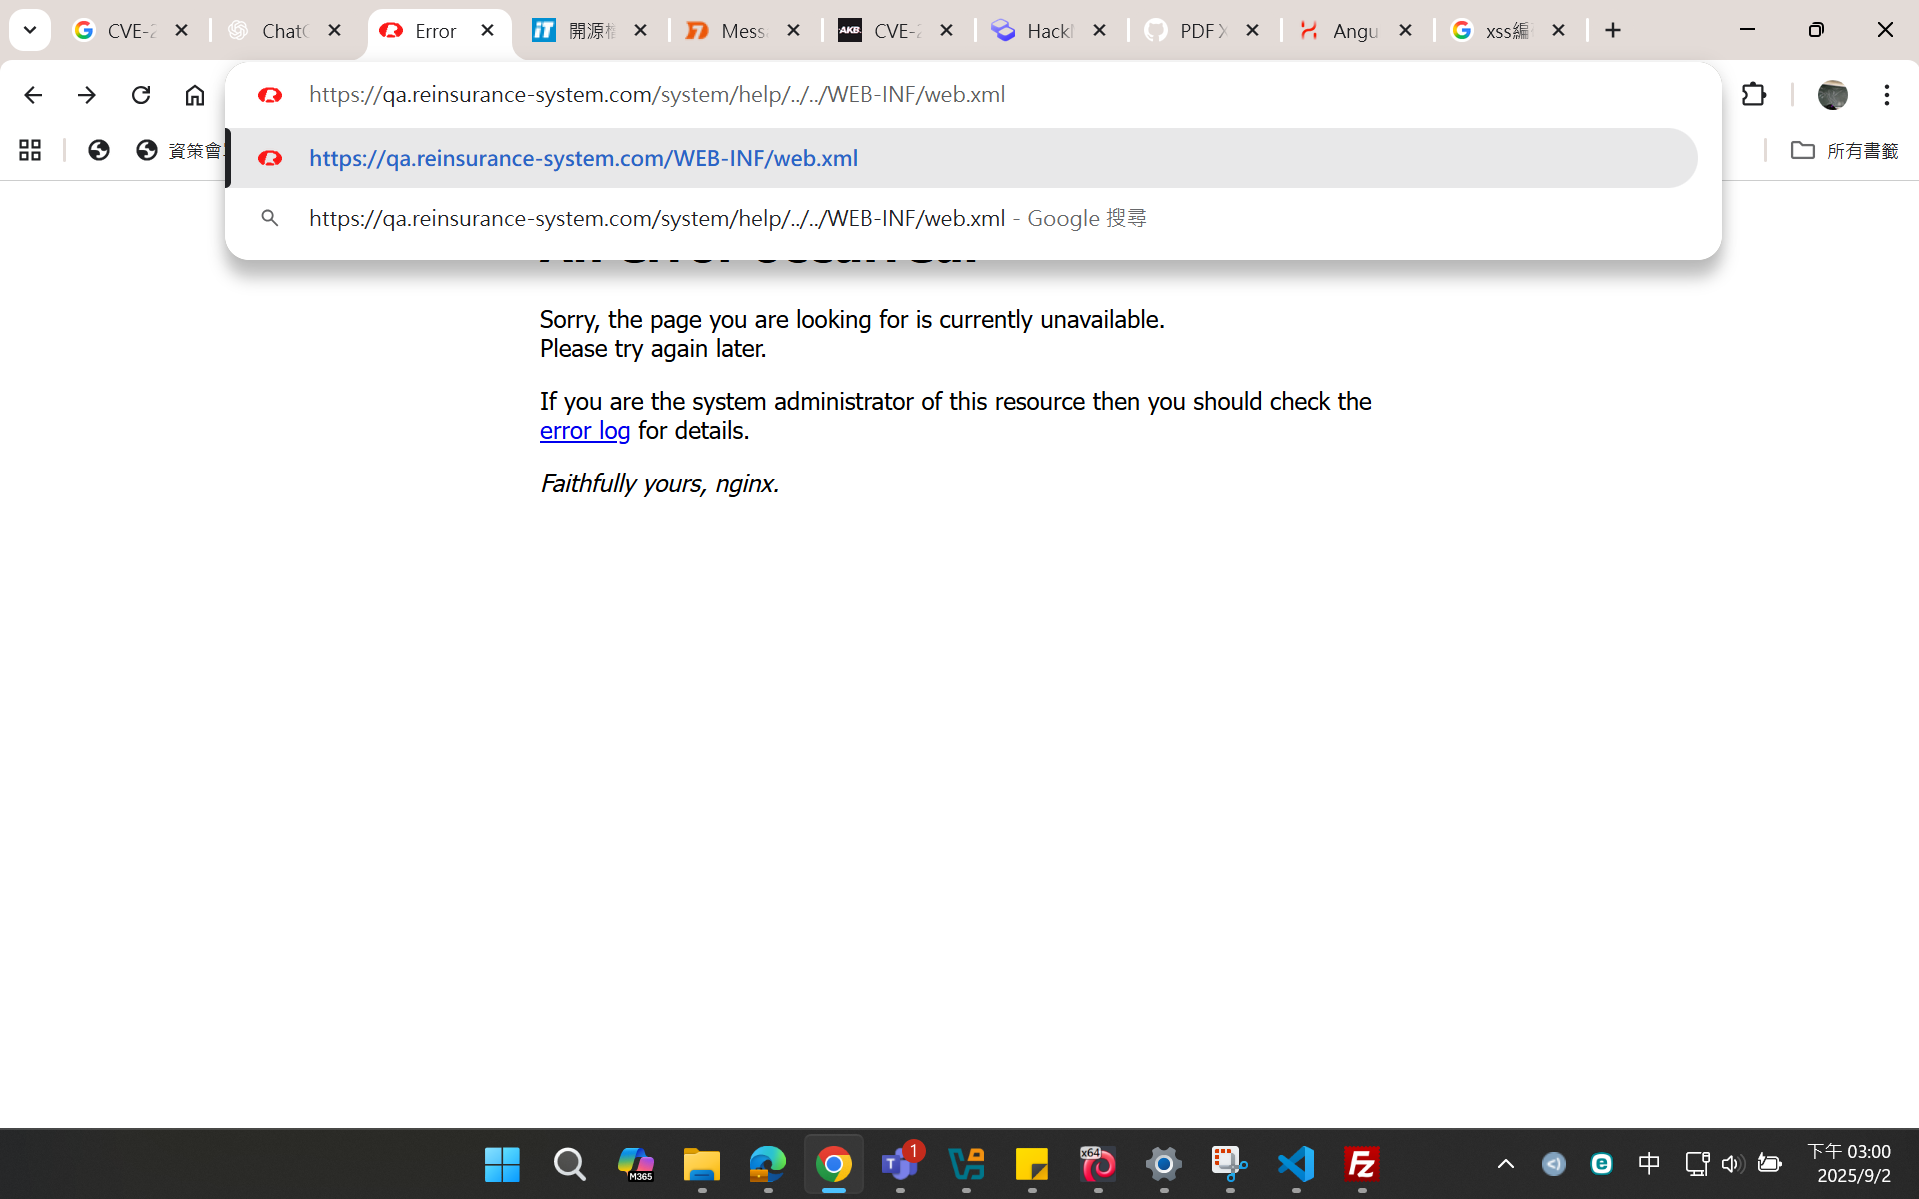 CVE-2
Chat
Error
開源
Mess
CVE-2
Hack
PDF X
Angu
xss編
https://qa.reinsurance-system.com/system/help/../../WEB-INF/web.xml
資策會
所有書籤
https://qa.reinsurance-system.com/WEB-INF/web.xml
https://qa.reinsurance-system.com/system/help/../../WEB-INF/web.xml - Google 搜尋
Sorry, the page you are looking for is currently unavailable.
Please try again later.
If you are the system administrator of this resource then you should check the
error log for details.
Faithfully yours, nginx.
M365
1
x64
中
下午 03:00
2025/9/2